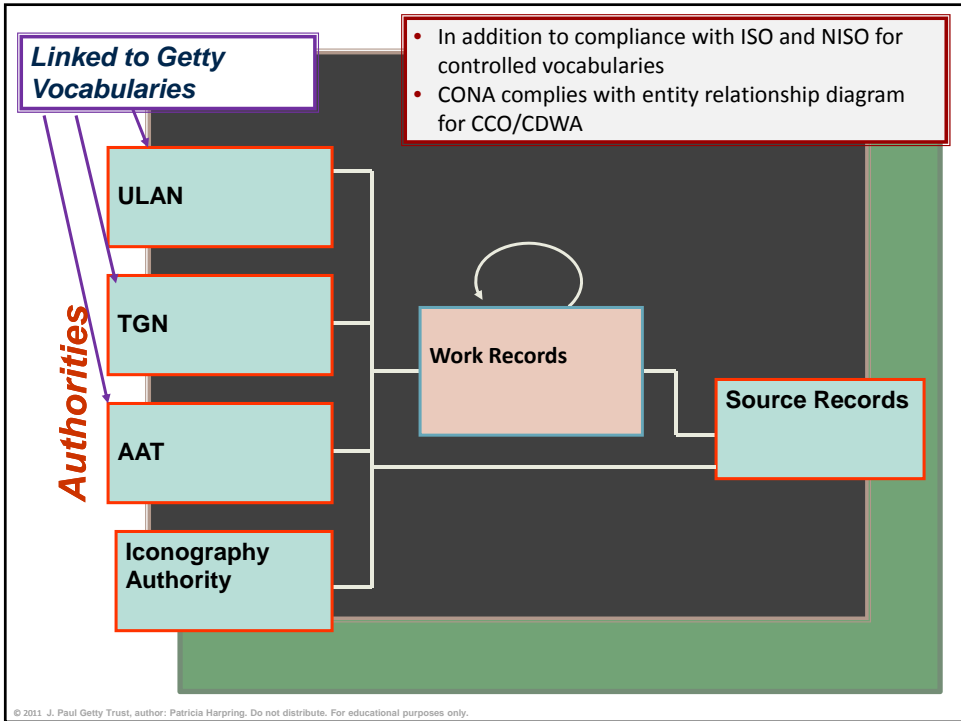 Linked to Getty
Vocabularies
• In addition to compliance with ISO and NISO for
controlled vocabularies
• CONA complies with entity relationship diagram
for CCO/CDWA
Authorities
ULAN
TGN
AAT
Iconography
Authority
Work Records
Source Records
© 2011 J. Paul Getty Trust, author: Patricia Harpring. Do not distribute. For educational purposes only.